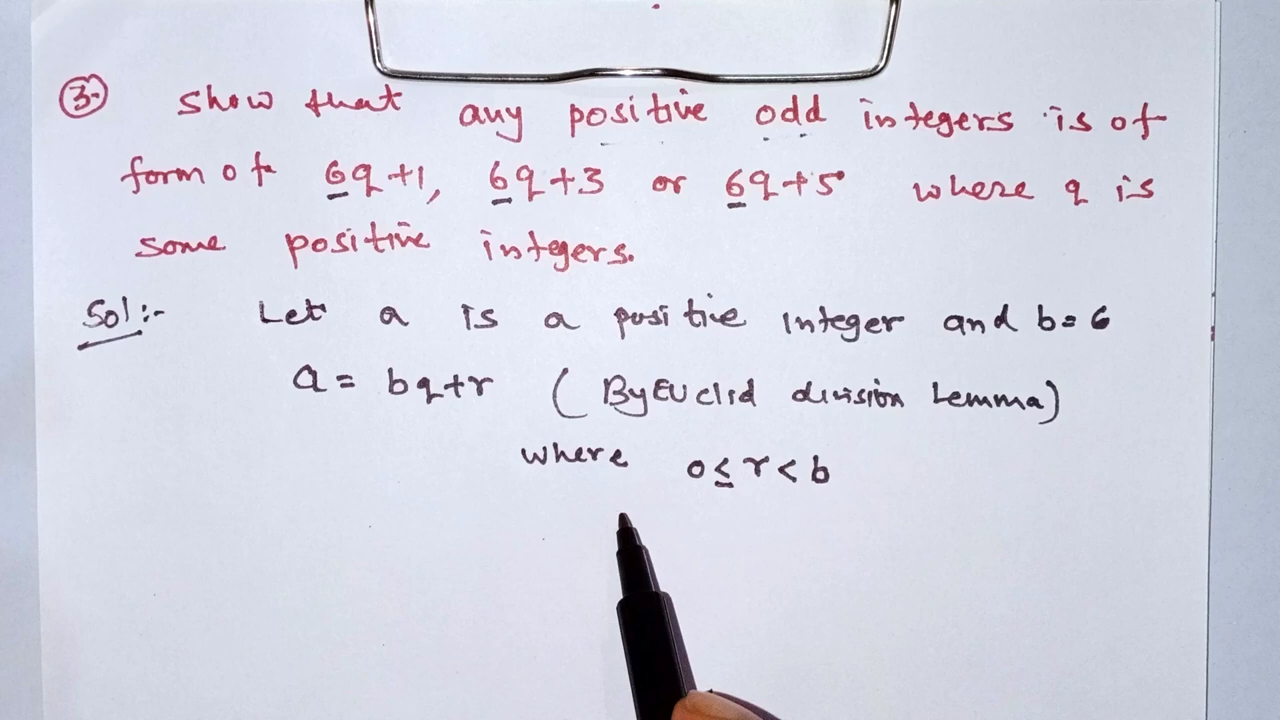 3. Show that any positive odd integers is of
form of 6q+1, 6q+3 or 6q+5 where q is
some positive integers.
Sol:- Let a is a positive integer and b=6
a = bq+r (By Euclid division Lemma)
where 0≤r<b